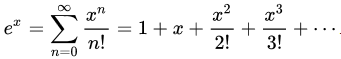 e^x = \sum_{n=0}^{\infty} \frac{x^n}{n!} = 1 + x + \frac{x^2}{2!} + \frac{x^3}{3!} + \cdots.